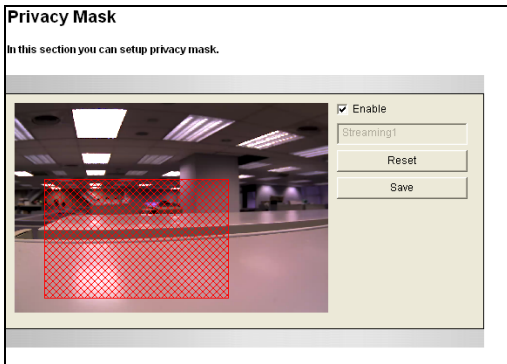 Privacy Mask
In this section you can setup privacy mask.
Enable
Streaming1
Reset
Save